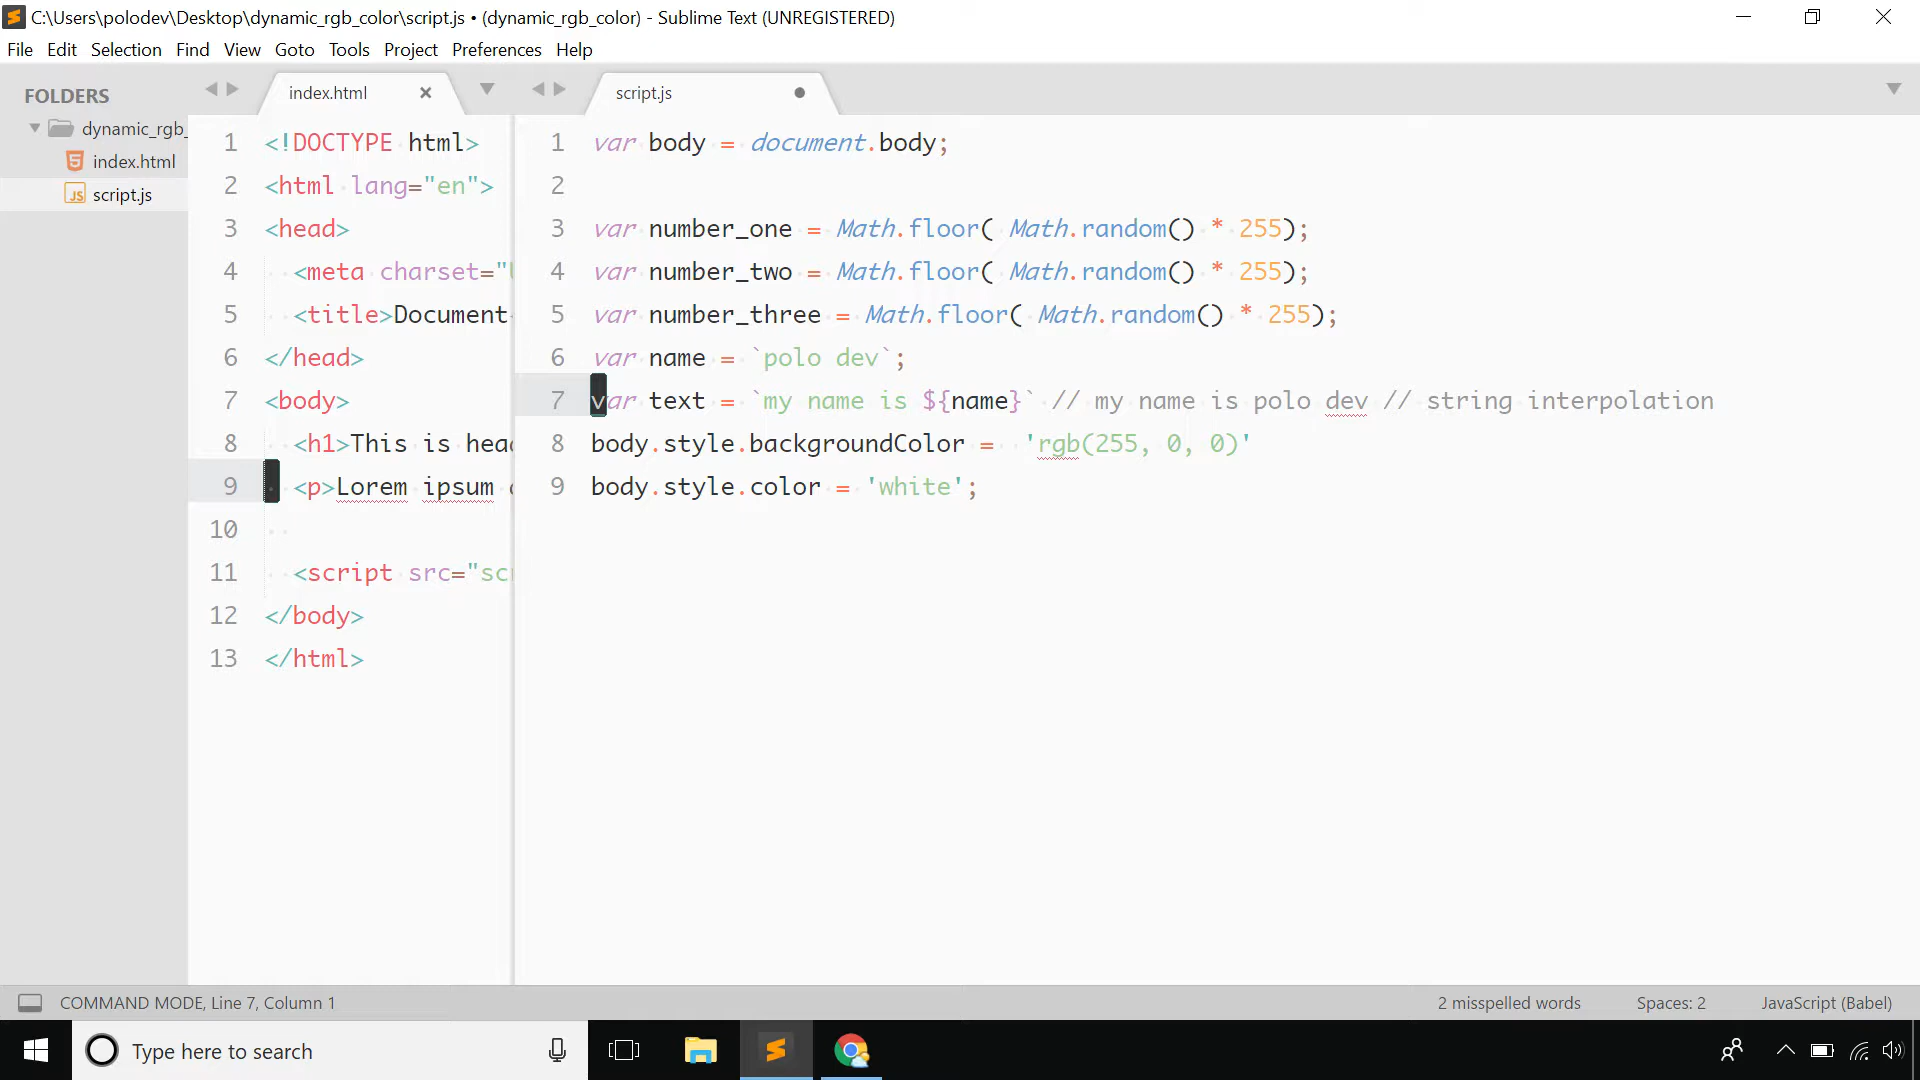 C:\Users\polodev\Desktop\dynamic_rgb_color\script.js • (dynamic_rgb_color) - Sublime Text (UNREGISTERED)
File Edit Selection Find View Goto Tools Project Preferences Help
FOLDERS
dynamic_rgb_
index.html
script.js
index.html
1 <!DOCTYPE html>
2 <html lang="en">
3 <head>
4 <meta charset="
5 <title>Document
6 </head>
7 <body>
8 <h1>This is head
9 <p>Lorem ipsum
10
11 <script src="scr
12 </body>
13 </html>
script.js
1 var body = document.body;
2
3 var number_one = Math.floor( Math.random() * 255);
4 var number_two = Math.floor( Math.random() * 255);
5 var number_three = Math.floor( Math.random() * 255);
6 var name = `polo dev`;
7 var text = `my name is ${name}` // my name is polo dev // string interpolation
8 body.style.backgroundColor = 'rgb(255, 0, 0)'
9 body.style.color = 'white';
COMMAND MODE, Line 7, Column 1
2 misspelled words
Spaces: 2
JavaScript (Babel)
Type here to search